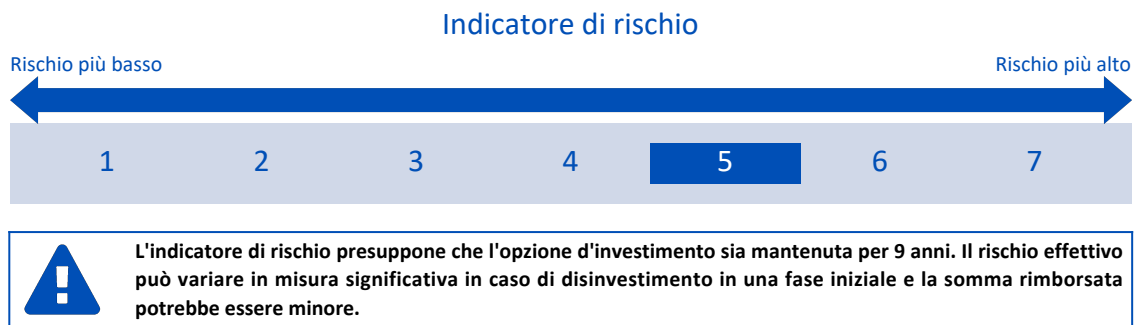 Indicatore di rischio
Rischio più basso
Rischio più alto
1 2 3 4 5 6 7
L'indicatore di rischio presuppone che l'opzione d'investimento sia mantenuta per 9 anni. Il rischio effettivo
può variare in misura significativa in caso di disinvestimento in una fase iniziale e la somma rimborsata
potrebbe essere minore.